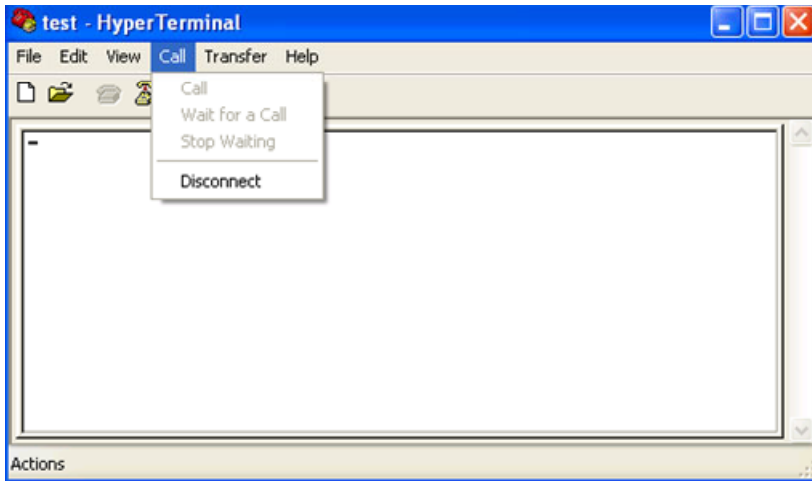 test - HyperTerminal
File Edit View Call Transfer Help
Call
Wait for a Call
Stop Waiting
Disconnect
Actions